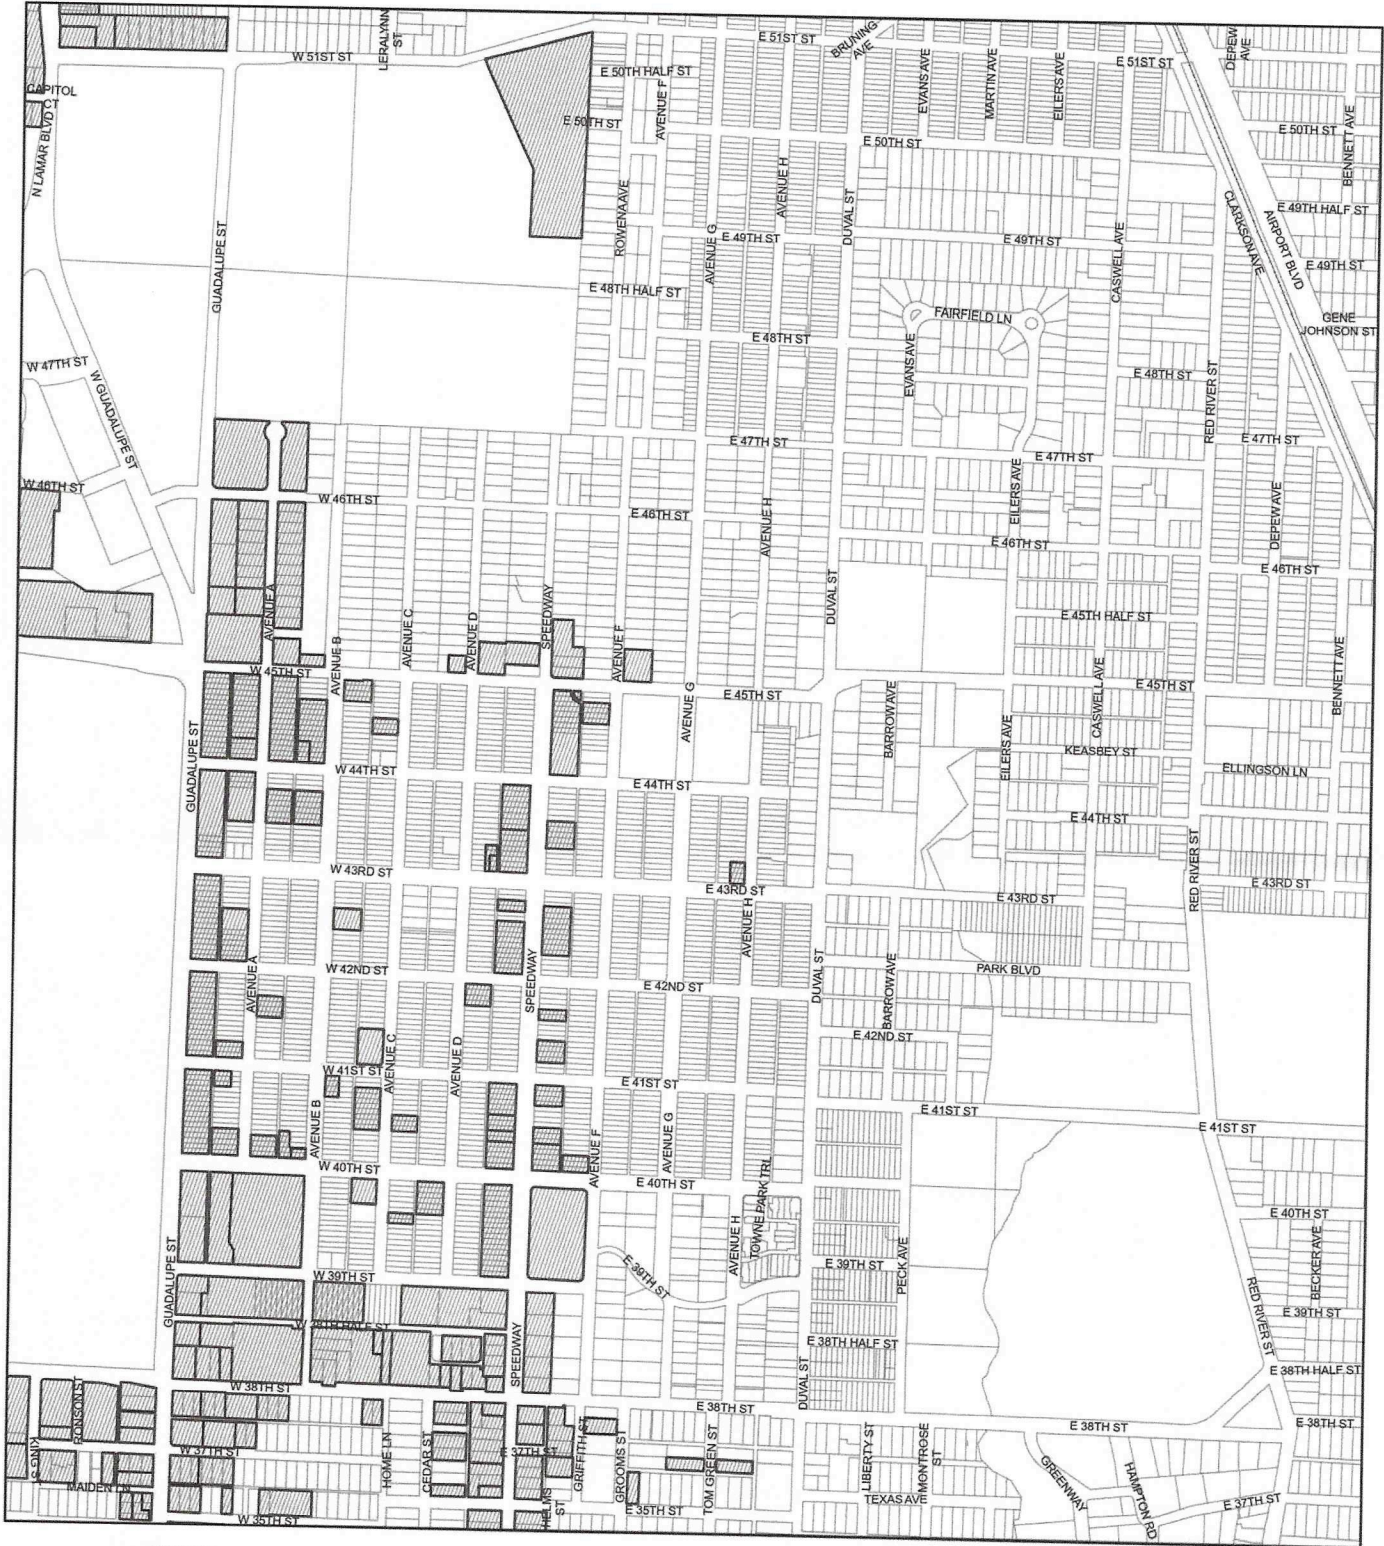 LERALYNN
ST
W 51ST ST
E 51ST ST
BRUNING
AVE
EVANS AVE
MARTIN AVE
EILERS AVE
E 51ST ST
DEPEW
AVE
CAPITOL
CT
N LAMAR BLVD
E 50TH HALF ST
AVENUE F
E 50TH ST
E 50TH ST
E 50TH ST
BENNETT AVE
GUADALUPE ST
ROWENA AVE
AVENUE G
AVENUE H
DUVAL ST
E 49TH ST
E 49TH ST
CASWELL AVE
CLARKSON AVE
AIRPORT BLVD
E 49TH HALF ST
E 49TH ST
E 48TH HALF ST
FAIRFIELD LN
GENE
JOHNSON ST
E 48TH ST
EVANS AVE
W 47TH ST
W GUADALUPE ST
E 48TH ST
RED RIVER ST
E 47TH ST
E 47TH ST
E 47TH ST
W 46TH ST
W 46TH ST
E 46TH ST
AVENUE H
EILERS AVE
DEPEW AVE
E 46TH ST
E 46TH ST
AVENUE A
AVENUE B
AVENUE C
AVENUE D
SPEEDWAY
AVENUE F
DUVAL ST
E 45TH HALF ST
W 45TH ST
AVENUE G
E 45TH ST
BARROW AVE
CASWELL AVE
E 45TH ST
BENNETT AVE
GUADALUPE ST
W 44TH ST
E 44TH ST
EILERS AVE
KEASBEY ST
ELLINGSON LN
E 44TH ST
RED RIVER ST
W 43RD ST
E 43RD ST
E 43RD ST
E 43RD ST
AVENUE H
AVENUE A
W 42ND ST
SPEEDWAY
E 42ND ST
DUVAL ST
BARROW AVE
PARK BLVD
E 42ND ST
W 41ST ST
AVENUE C
AVENUE D
E 41ST ST
E 41ST ST
E 41ST ST
AVENUE B
W 40TH ST
AVENUE F
AVENUE G
E 40TH ST
TOWNE PARK TRL
AVENUE H
E 40TH ST
GUADALUPE ST
W 39TH ST
E 39TH ST
E 39TH ST
PECK AVE
RED RIVER ST
BECKER AVE
E 39TH ST
W 38TH HALF ST
SPEEDWAY
E 38TH HALF ST
E 38TH HALF ST
W 38TH ST
DUVAL ST
E 38TH ST
E 38TH ST
E 38TH ST
RONSON ST
KING ST
MAIDEN LN
W 37TH ST
HOME LN
CEDAR ST
E 37TH ST
HELMS
ST
GRIFFITH ST
GROOMS ST
TOM GREEN ST
LIBERTY ST
MONTROSE
ST
GREENWAY
HAMPTON RD
E 37TH ST
W 35TH ST
E 35TH ST
TEXAS AVE